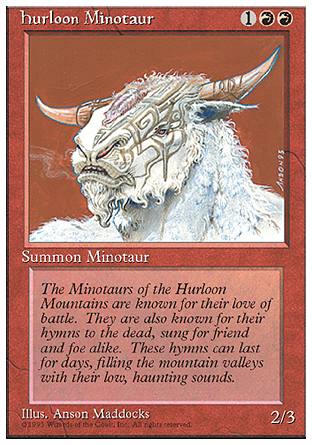 Hurloon Minotaur 1
ANSON93
Summon Minotaur
The Minotaurs of the Hurloon
Mountains are known for their love of
battle. They are also known for their
hymns to the dead, sung for friend
and foe alike. These hymns can last
for days, filling the mountain valleys
with their low, haunting sounds.
Illus. Anson Maddocks
©1995 Wizards of the Coast, Inc. All rights reserved.
2/3